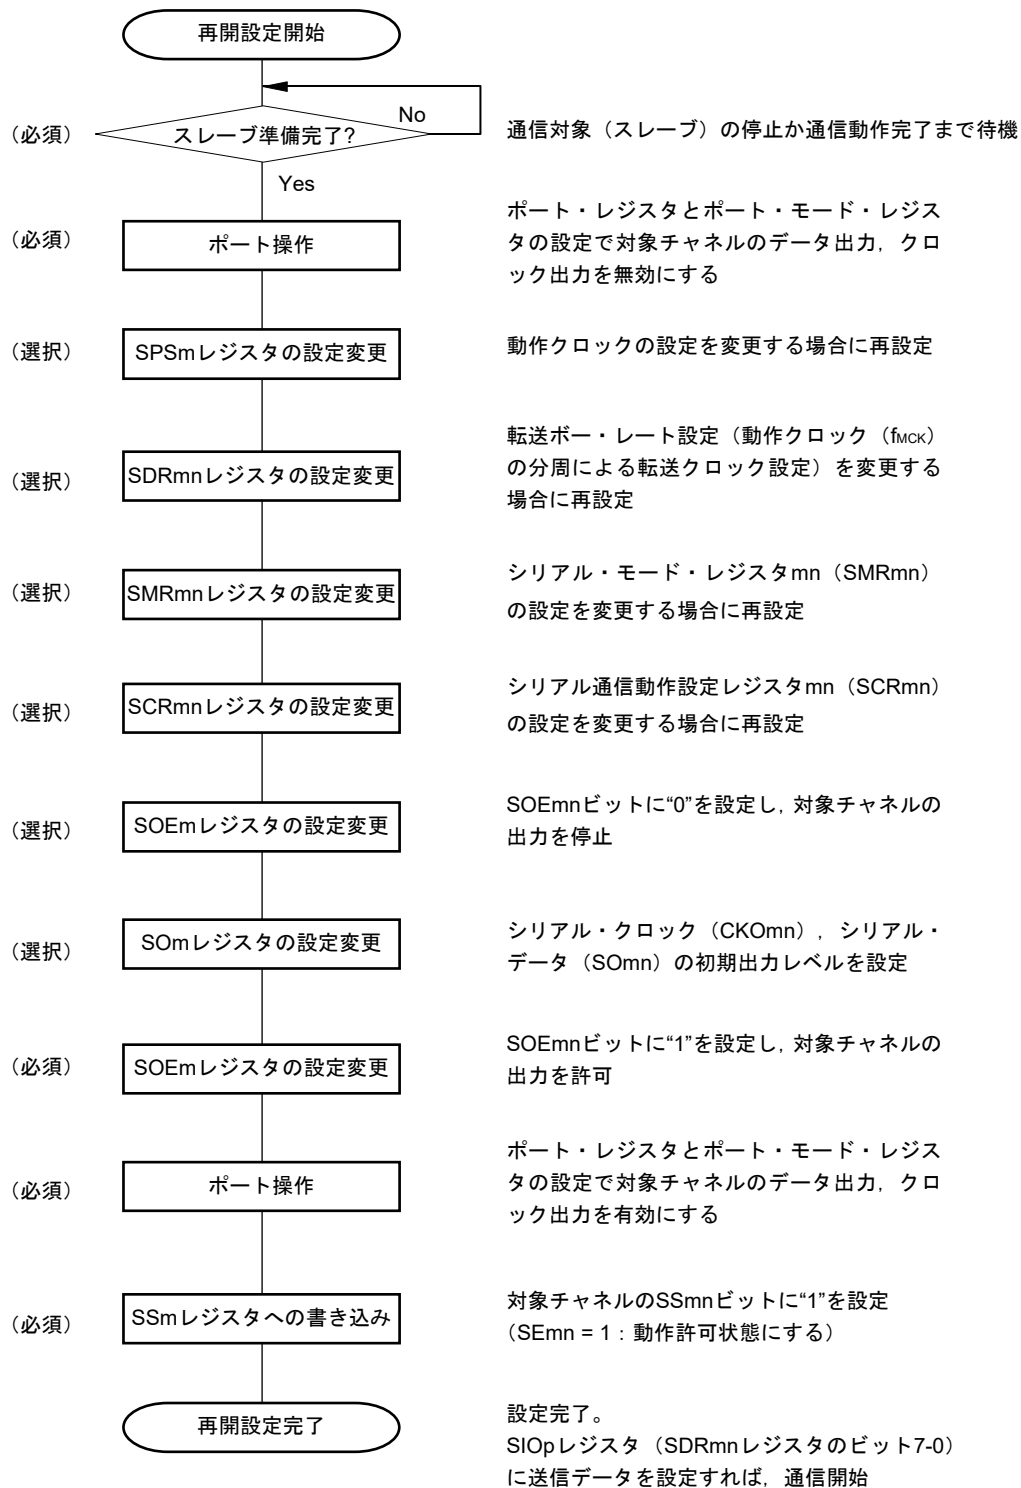 再開設定開始
No
（必須）
スレーブ準備完了?
通信対象（スレーブ）の停止か通信動作完了まで待機
Yes
（必須）
ポート操作
ポート・レジスタとポート・モード・レジス
タの設定で対象チャネルのデータ出力，クロ
ック出力を無効にする
（選択）
SPSmレジスタの設定変更
動作クロックの設定を変更する場合に再設定
（選択）
SDRmnレジスタの設定変更
転送ボー・レート設定（動作クロック（fMCK）
の分周による転送クロック設定）を変更する
場合に再設定
（選択）
SMRmnレジスタの設定変更
シリアル・モード・レジスタmn（SMRmn）
の設定を変更する場合に再設定
（選択）
SCRmnレジスタの設定変更
シリアル通信動作設定レジスタmn（SCRmn）
の設定を変更する場合に再設定
（選択）
SOEmレジスタの設定変更
SOEmnビットに“0”を設定し，対象チャネルの
出力を停止
（選択）
SOmレジスタの設定変更
シリアル・クロック（CKOmn），シリアル・
データ（SOmn）の初期出力レベルを設定
（必須）
SOEmレジスタの設定変更
SOEmnビットに“1”を設定し，対象チャネルの
出力を許可
（必須）
ポート操作
ポート・レジスタとポート・モード・レジス
タの設定で対象チャネルのデータ出力，クロ
ック出力を有効にする
（必須）
SSmレジスタへの書き込み
対象チャネルのSSmnビットに“1”を設定
（SEmn = 1：動作許可状態にする）
再開設定完了
設定完了。
SIOpレジスタ（SDRmnレジスタのビット7-0）
に送信データを設定すれば，通信開始